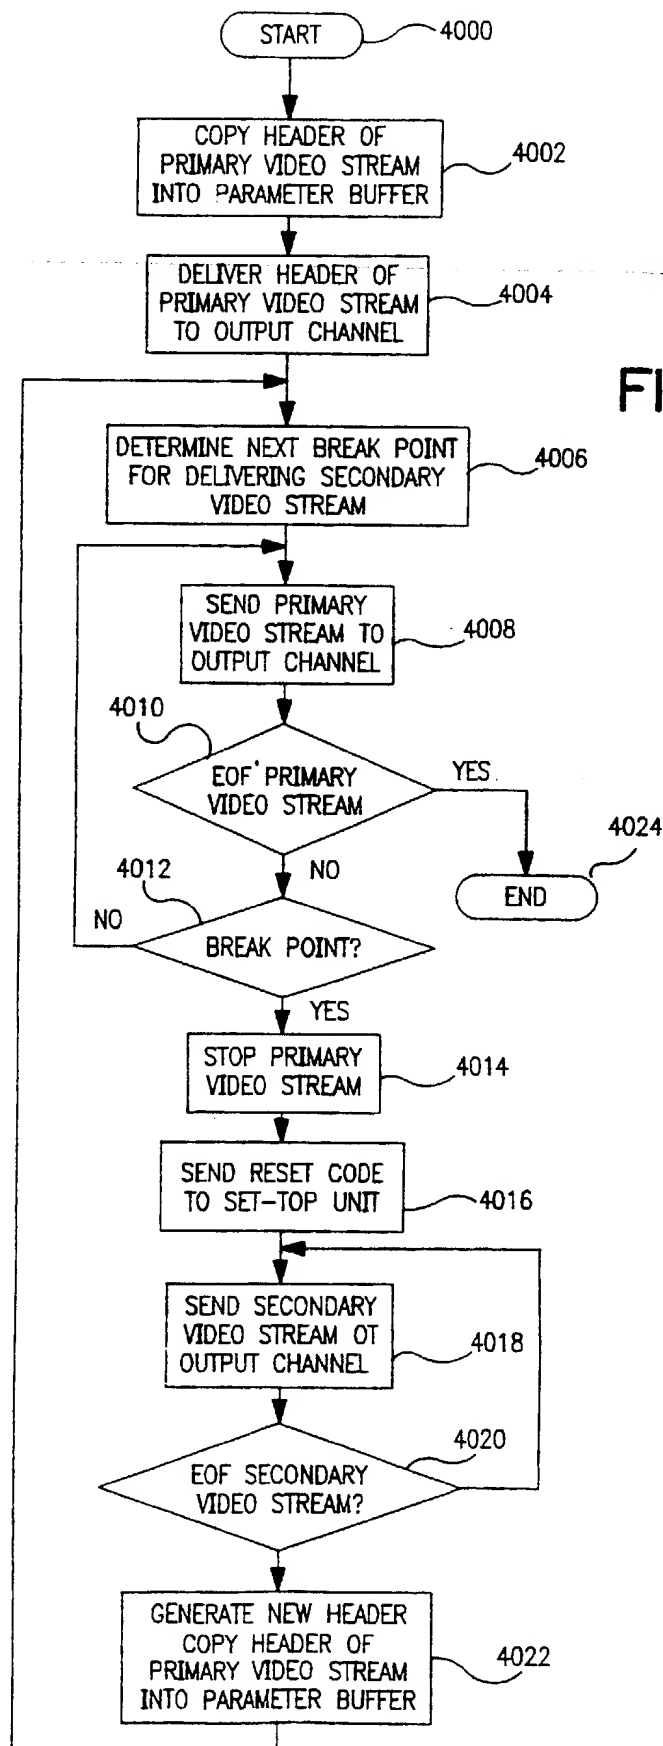 START
4000
COPY HEADER OF
PRIMARY VIDEO STREAM
INTO PARAMETER BUFFER
4002
DELIVER HEADER OF
PRIMARY VIDEO STREAM
TO OUTPUT CHANNEL
4004
FI
DETERMINE NEXT BREAK POINT
FOR DELIVERING SECONDARY
VIDEO STREAM
4006
SEND PRIMARY
VIDEO STREAM TO
OUTPUT CHANNEL
4008
4010
EOF PRIMARY
VIDEO STREAM
YES
4024
END
NO
4012
NO
BREAK POINT?
YES
STOP PRIMARY
VIDEO STREAM
4014
SEND RESET CODE
TO SET-TOP UNIT
4016
SEND SECONDARY
VIDEO STREAM OT
OUTPUT CHANNEL
4018
4020
EOF SECONDARY
VIDEO STREAM?
GENERATE NEW HEADER
COPY HEADER OF
PRIMARY VIDEO STREAM
INTO PARAMETER BUFFER
4022